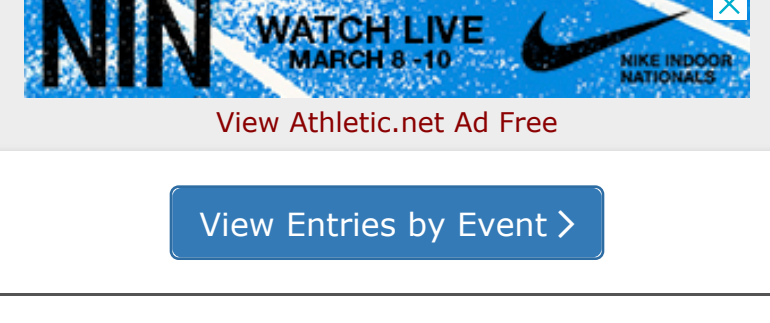 NIN
WATCH LIVE
MARCH 8 -10
NIKE INDOOR
NATIONALS
View Athletic.net Ad Free
View Entries by Event